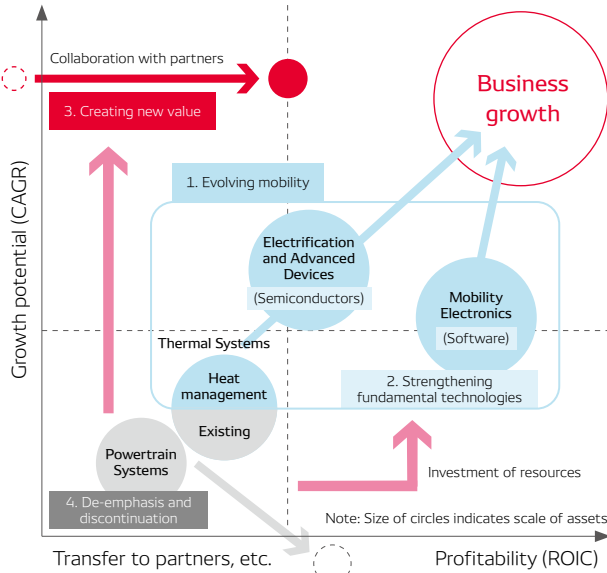 Collaboration with partners
3. Creating new value
Business
growth
1. Evolving mobility
Growth potential (CAGR)
Electrification
and Advanced
Devices
(Semiconductors)
Mobility
Electronics
(Software)
Thermal Systems
Heat
management
Existing
2. Strengthening
fundamental technologies
Powertrain
Systems
4. De-emphasis and
discontinuation
Investment of resources
Note: Size of circles indicates scale of assets
Transfer to partners, etc.
Profitability (ROIC)